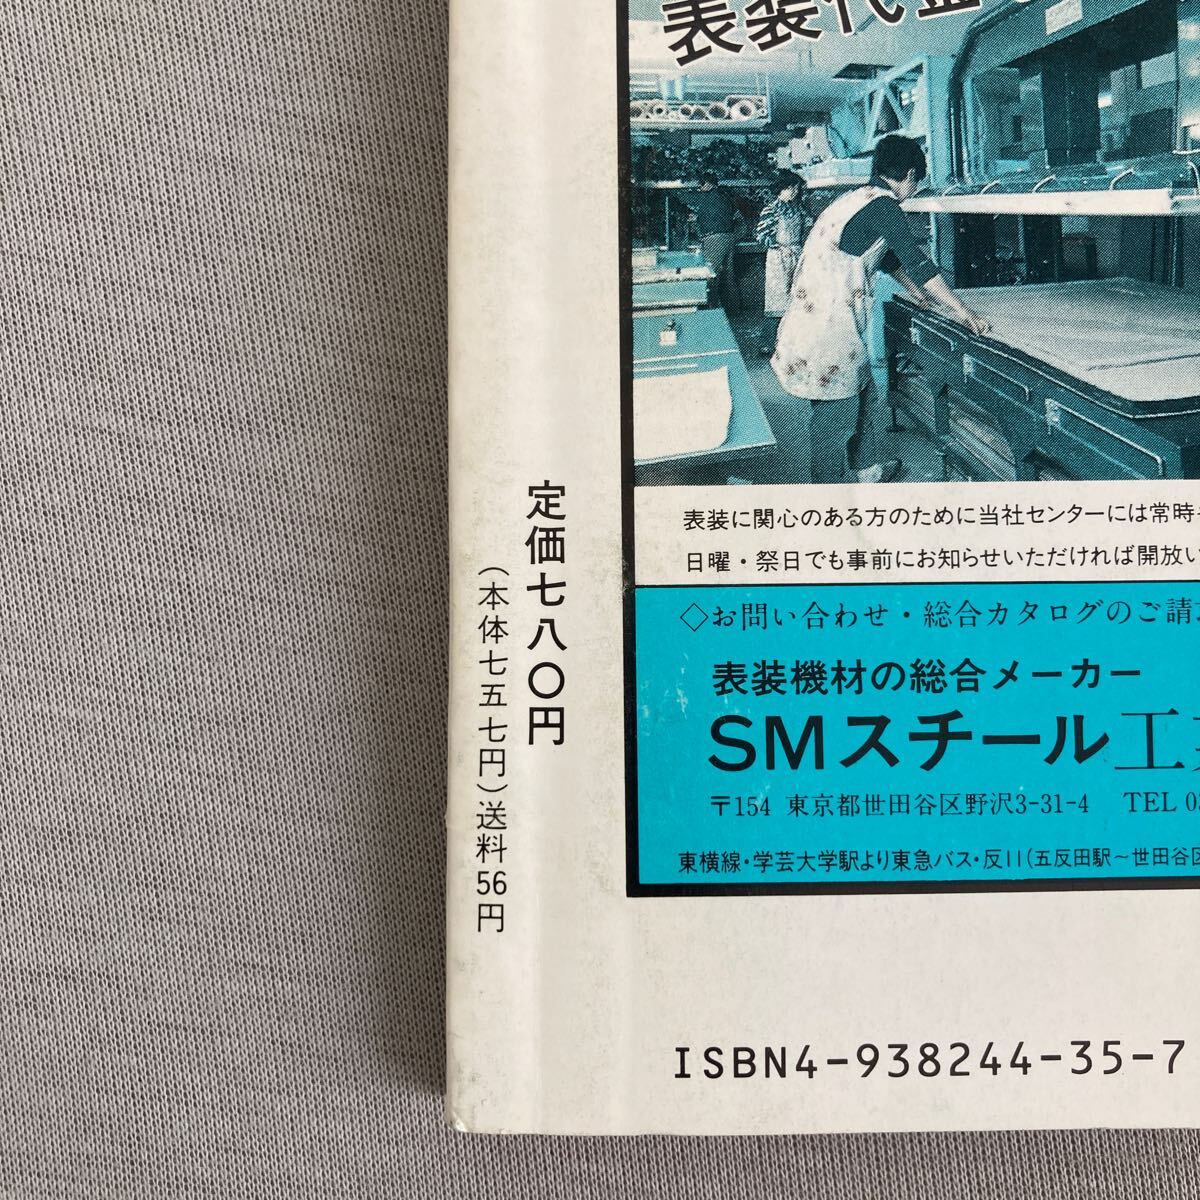 表装代金
表装に関心のある方のために当社センターには常時
日曜・祭日でも事前にお知らせいただければ開放い
◇お問い合わせ・総合カタログのご請
表装機材の総合メーカー
SMスチール工
〒154 東京都世田谷区野沢3-31-4 TEL 03
東横線・学芸大学駅より東急バス・反11(五反田駅〜世田谷区
定価七八〇円
(本体七五七円)送料56円
ISBN4-938244-35-7